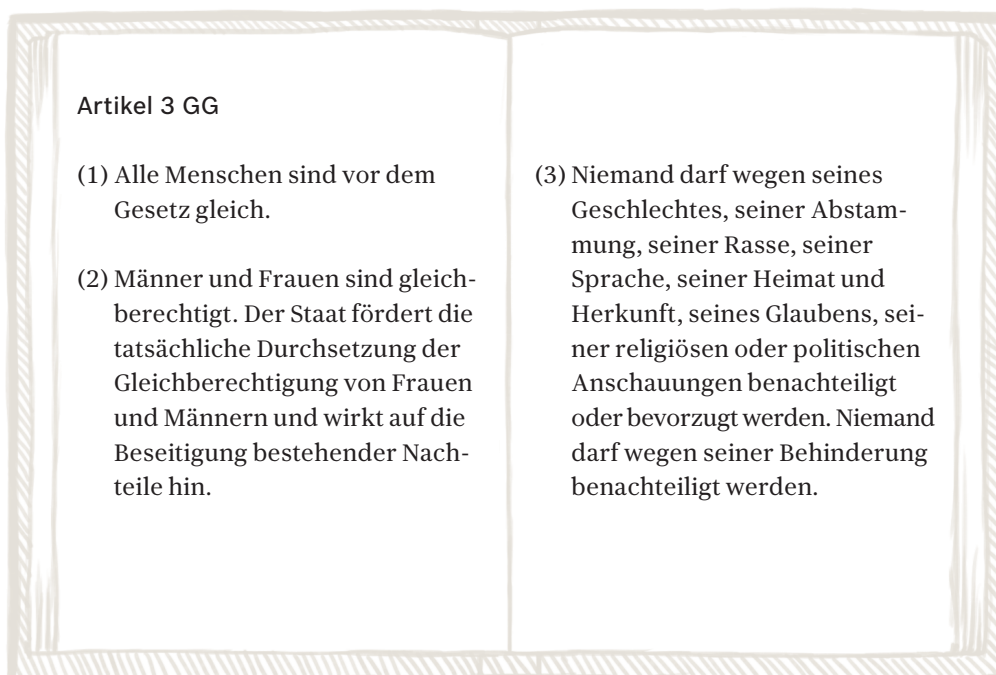 Artikel 3 GG
(1) Alle Menschen sind vor dem
Gesetz gleich.
(2) Männer und Frauen sind gleich-
berechtigt. Der Staat fördert die
tatsächliche Durchsetzung der
Gleichberechtigung von Frauen
und Männern und wirkt auf die
Beseitigung bestehender Nach-
teile hin.
(3) Niemand darf wegen seines
Geschlechtes, seiner Abstam-
mung, seiner Rasse, seiner
Sprache, seiner Heimat und
Herkunft, seines Glaubens, sei-
ner religiösen oder politischen
Anschauungen benachteiligt
oder bevorzugt werden. Niemand
darf wegen seiner Behinderung
benachteiligt werden.